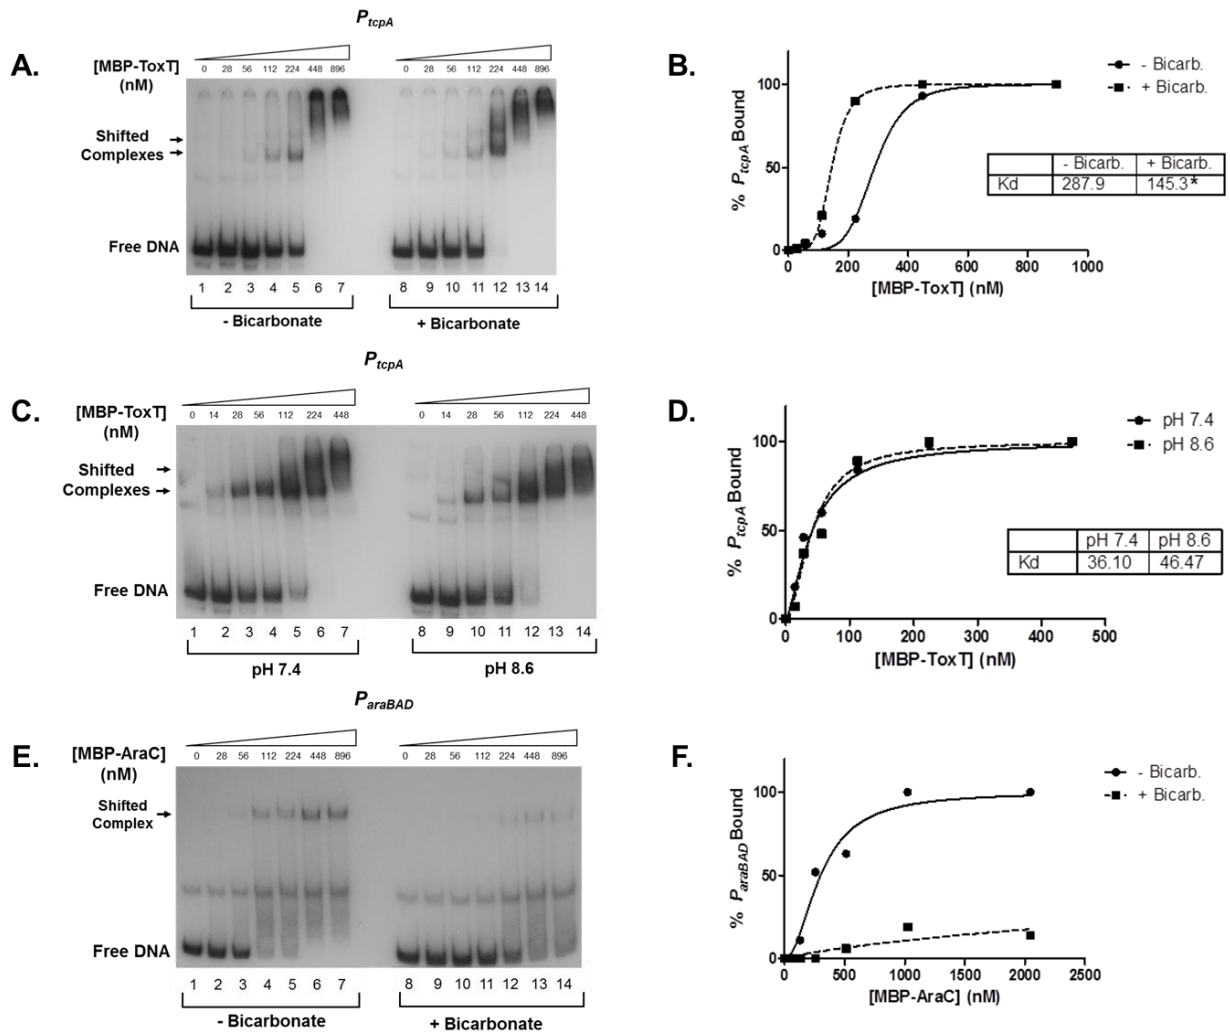 P_tcpA
A.
[MBP-ToxT]
(nM)
0 28 56 112 224 448 896
0 28 56 112 224 448 896
Shifted
Complexes
Free DNA
1 2 3 4 5 6 7
8 9 10 11 12 13 14
- Bicarbonate
+ Bicarbonate
B.
% PtcpA Bound
100
50
0
0 200 400 600 800 1000
[MBP-ToxT] (nM)
- Bicarb.
+ Bicarb.
- Bicarb. + Bicarb.
Kd 287.9 145.3*
PtcpA
C.
[MBP-ToxT]
(nM)
0 14 28 56 112 224 448
0 14 28 56 112 224 448
Shifted
Complexes
Free DNA
1 2 3 4 5 6 7
8 9 10 11 12 13 14
pH 7.4
pH 8.6
D.
% PtcpA Bound
100
50
0
0 100 200 300 400 500
[MBP-ToxT] (nM)
pH 7.4
pH 8.6
pH 7.4 pH 8.6
Kd 36.10 46.47
ParaBAD
E.
[MBP-AraC]
(nM)
0 28 56 112 224 448 896
0 28 56 112 224 448 896
Shifted
Complex
Free DNA
1 2 3 4 5 6 7
8 9 10 11 12 13 14
- Bicarbonate
+ Bicarbonate
F.
% ParaBAD Bound
100
50
0
0 500 1000 1500 2000 2500
[MBP-AraC] (nM)
- Bicarb.
+ Bicarb.